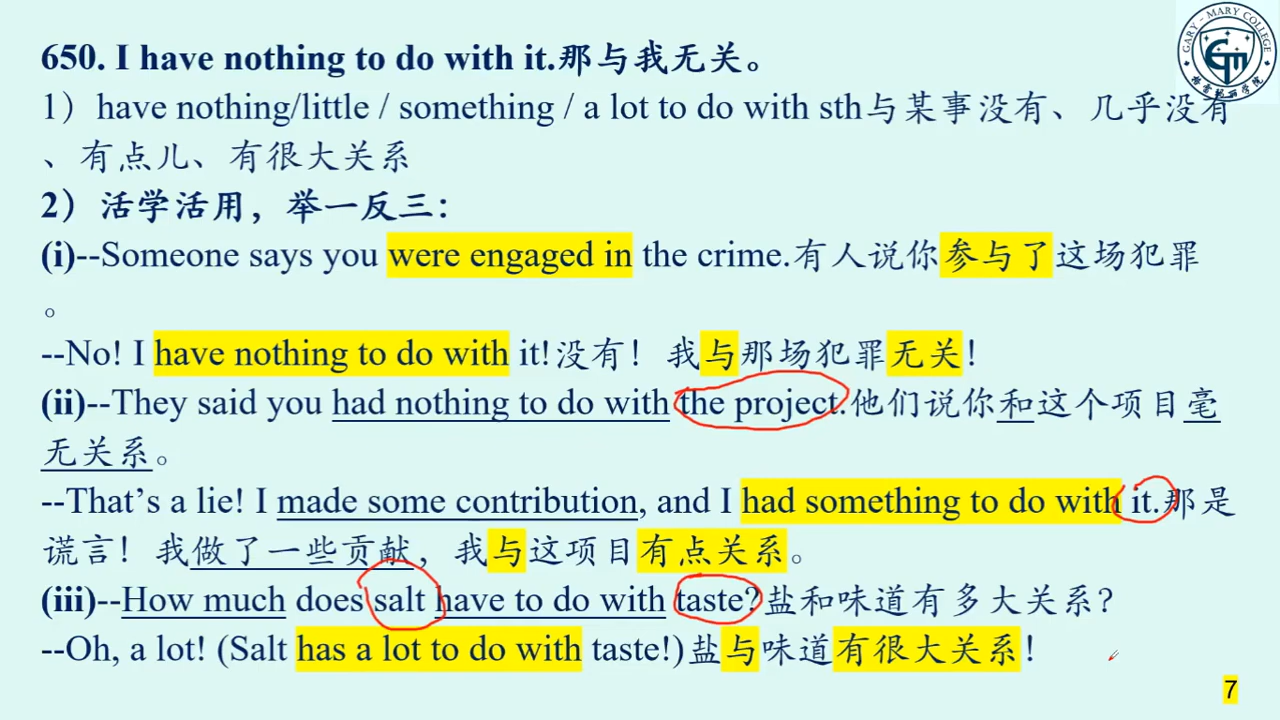 GARY - MARY COLLEGE
格雷魅丽学院
650. I have nothing to do with it.那与我无关。
1）have nothing/little / something / a lot to do with sth与某事没有、几乎没有
、有点儿、有很大关系
2）活学活用，举一反三：
(i)--Someone says you were engaged in the crime.有人说你参与了这场犯罪
。
--No! I have nothing to do with it!没有！我与那场犯罪无关！
(ii)--They said you had nothing to do with the project.他们说你和这个项目毫
无关系。
--That’s a lie! I made some contribution, and I had something to do with it.那是
谎言！我做了一些贡献，我与这项目有点关系。
(iii)--How much does salt have to do with taste?盐和味道有多大关系？
--Oh, a lot! (Salt has a lot to do with taste!)盐与味道有很大关系！
7